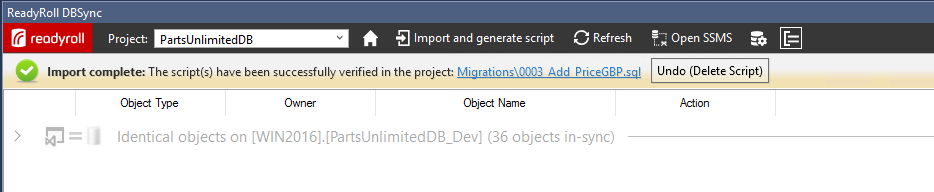 ReadyRoll DBSync
readyroll Project: PartsUnlimitedDB Import and generate script Refresh Open SSMS
Import complete: The script(s) have been successfully verified in the project: Migrations\0003_Add_PriceGBP.sql Undo (Delete Script)
Object Type Owner Object Name Action
Identical objects on [WIN2016].[PartsUnlimitedDB_Dev] (36 objects in-sync)